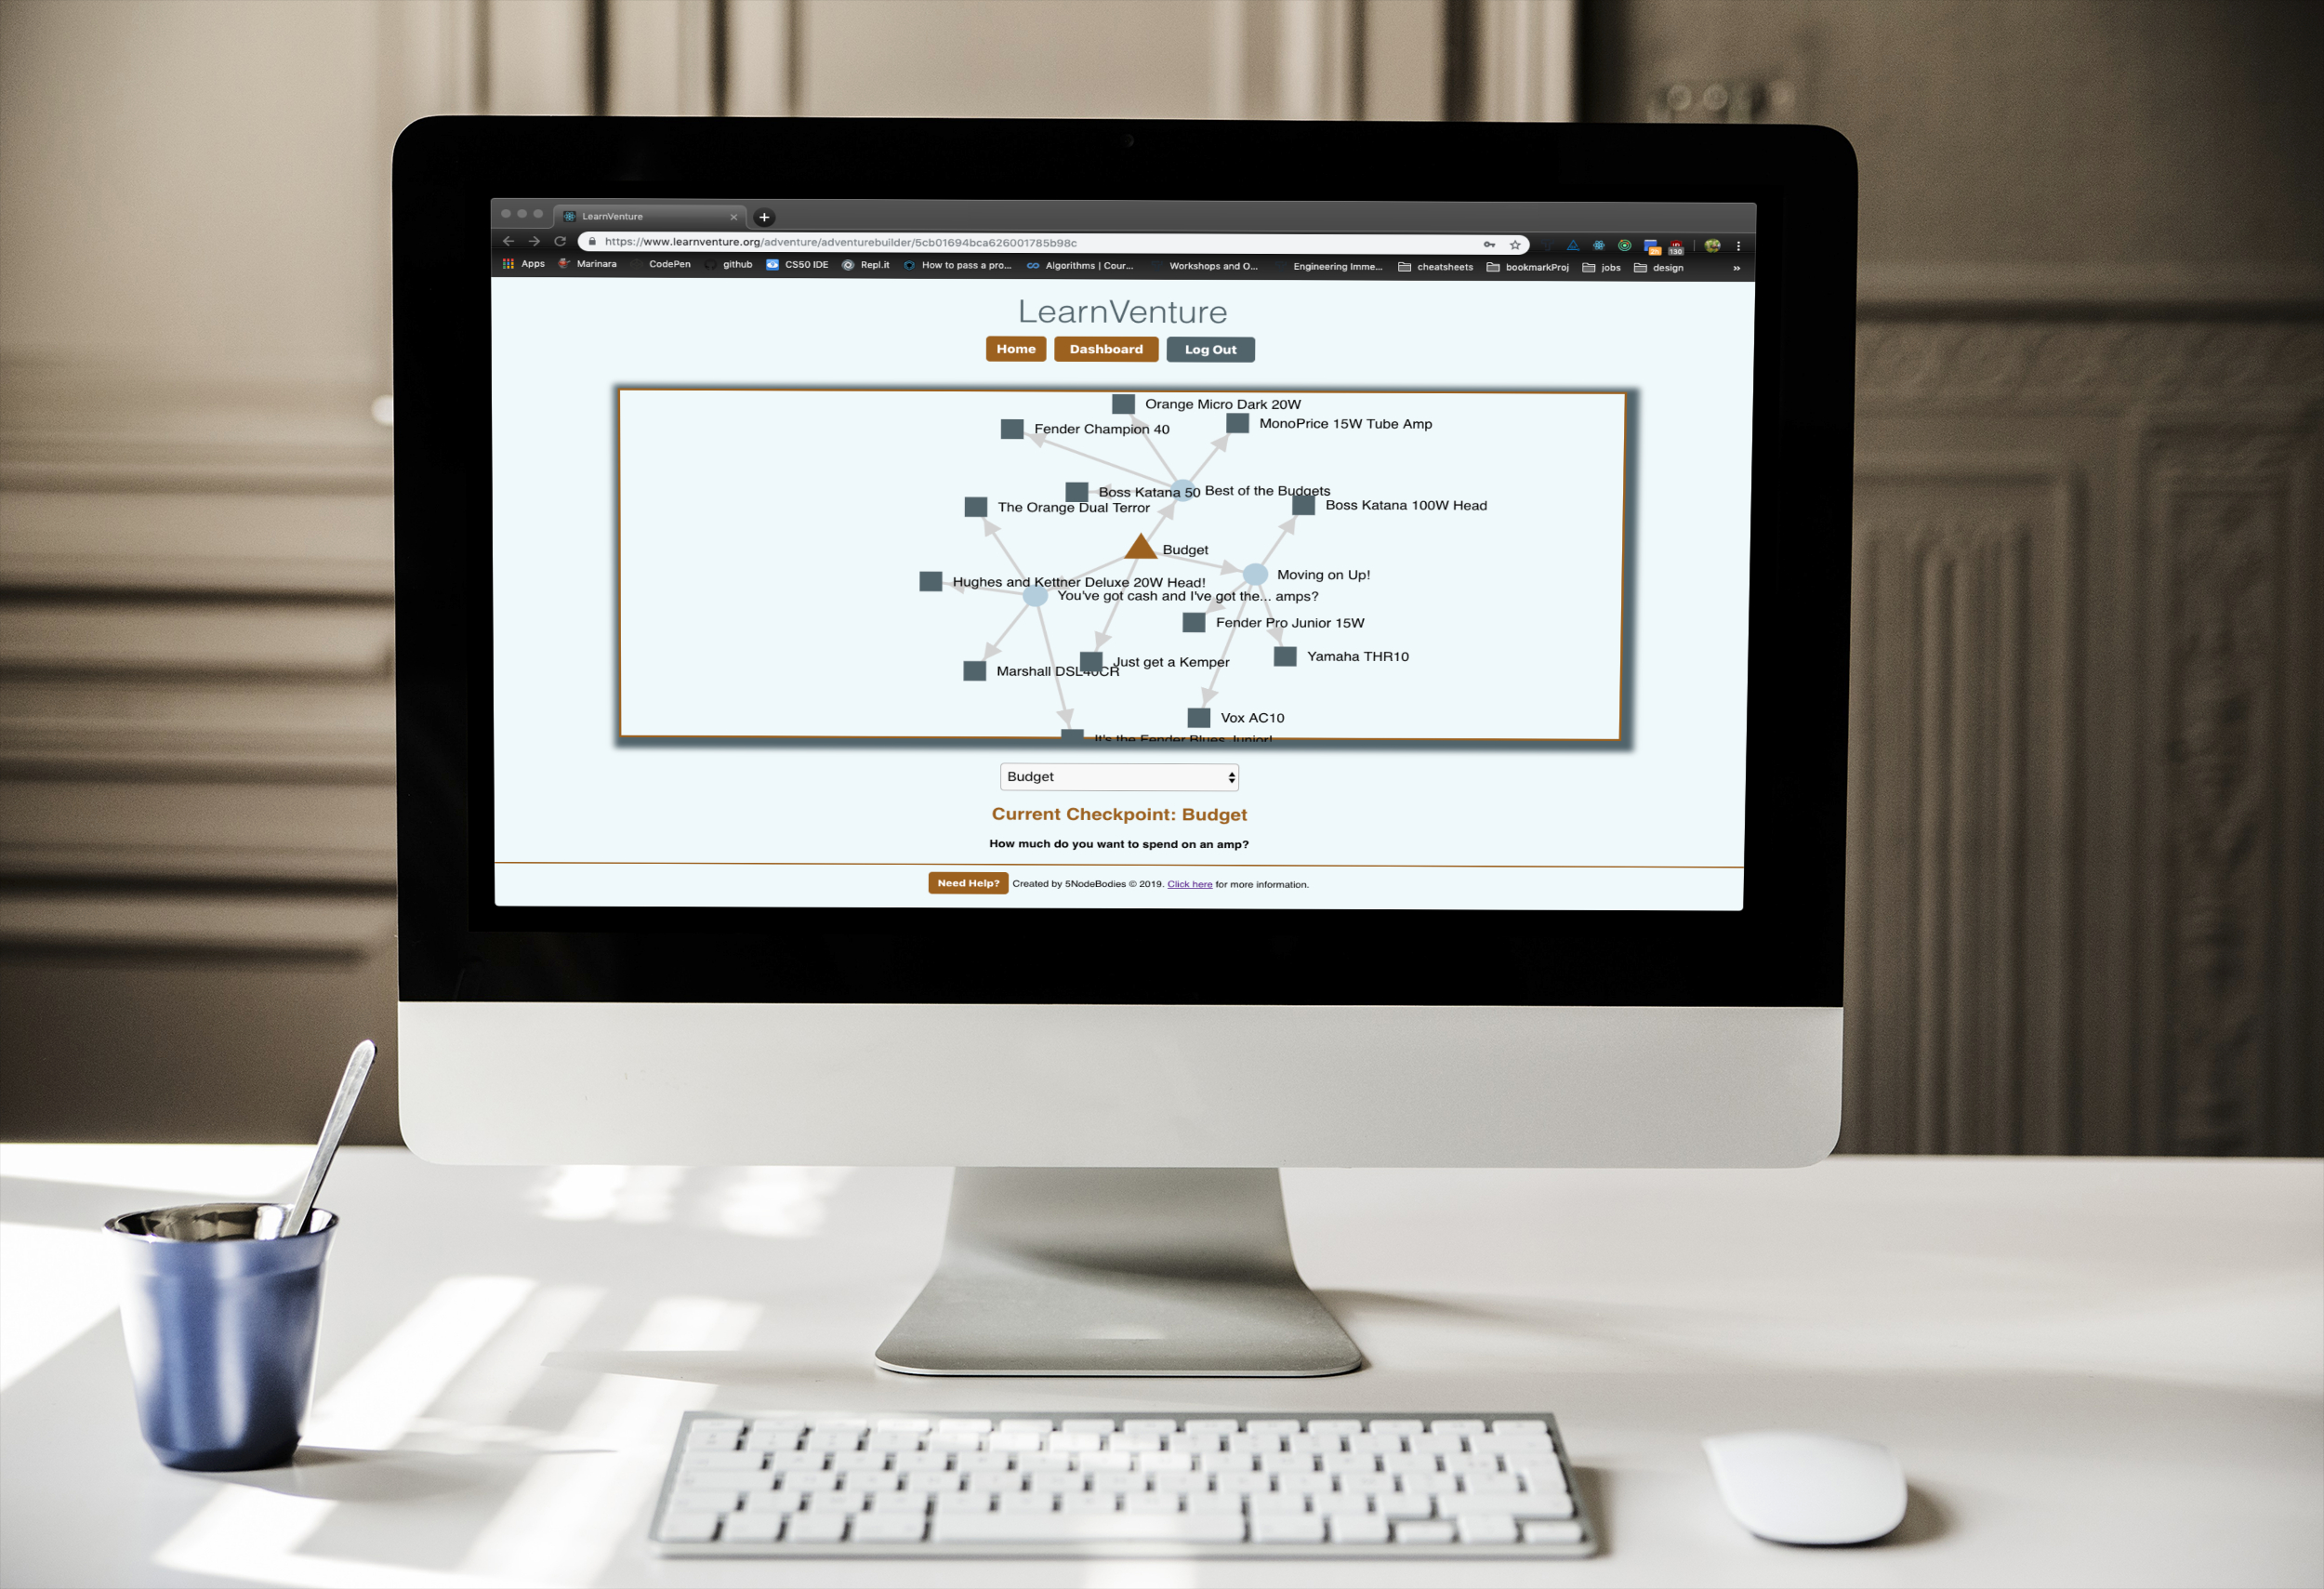 LearnVenture
https://www.learnventure.org/adventure/adventurebuilder/5cb01694bca626001785b98c
Apps Marinara CodePen github CS50 IDE Repl.it How to pass a pro... Algorithms | Cour... Workshops and O... Engineering Imme... cheatsheets bookmarkProj jobs design »
130
LearnVenture
Home Dashboard Log Out
Orange Micro Dark 20W
Fender Champion 40
MonoPrice 15W Tube Amp
Boss Katana 50
Best of the Budgets
The Orange Dual Terror
Boss Katana 100W Head
Budget
Moving on Up!
Hughes and Kettner Deluxe 20W Head!
You've got cash and I've got the... amps?
Fender Pro Junior 15W
Yamaha THR10
Just get a Kemper
Marshall DSL40CR
Vox AC10
It's the Fender Blues Junior!
Budget
Current Checkpoint: Budget
How much do you want to spend on an amp?
Need Help? Created by 5NodeBodies © 2019. Click here for more information.